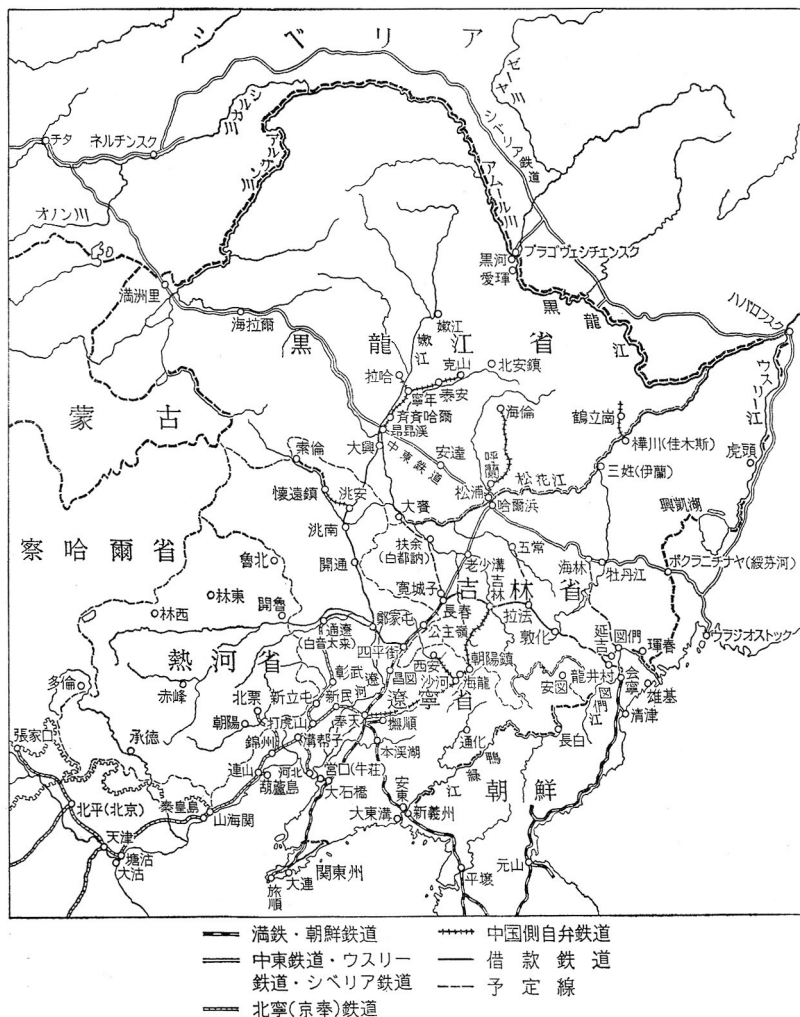 シベリア
ゼーヤ川
シベリア鉄道
シルカ川
アルグン川
アムール川
チタ
ネルチンスク
オノン川
満洲里
海拉爾
黒河
愛琿
ブラゴヴェシチェンスク
黒龍江
ハバロフスク
ウスリー江
黒龍江省
嫩江
嫩江
拉哈
克山
泰安
寧年
北安鎮
斉斉哈爾
昂昂溪
海倫
鶴立崗
蒙古
索倫
大興
中東鉄道
安達
呼蘭
樺川(佳木斯)
虎頭
三姓(伊蘭)
懐遠鎮
洮安
松浦
松花江
哈爾浜
大賚
興凱湖
洮南
扶余
(白都訥)
五常
察哈爾省
開通
老少溝
海林
牡丹江
ポクラニチナヤ(綏芬河)
魯北
寛城子
吉林省
吉林
林東
林西
開魯
長春
拉法
鄭家屯
公主嶺
敦化
図們
ウラジオストック
通遼
(白音太来)
四平街
延吉
琿春
熱河省
西安
朝陽鎮
昌図
沙河
海龍
龍井村
会寧
彰武
遼河
遼寧省
安図
図們江
雄基
多倫
赤峰
北票
新立屯
新民
朝陽
打虎山
奉天
撫順
清津
承徳
錦州
溝帮子
本溪湖
通化
長白
張家口
連山
河北
営口(牛荘)
鴨緑江
朝鮮
葫蘆島
大石橋
安東
北平(北京)
秦皇島
山海関
大東溝
新義州
天津
塘沽
大沽
関東州
大連
旅順
平壌
元山
満鉄・朝鮮鉄道
中東鉄道・ウスリー
鉄道・シベリア鉄道
北寧(京奉)鉄道
中国側自弁鉄道
借款鉄道
予定線